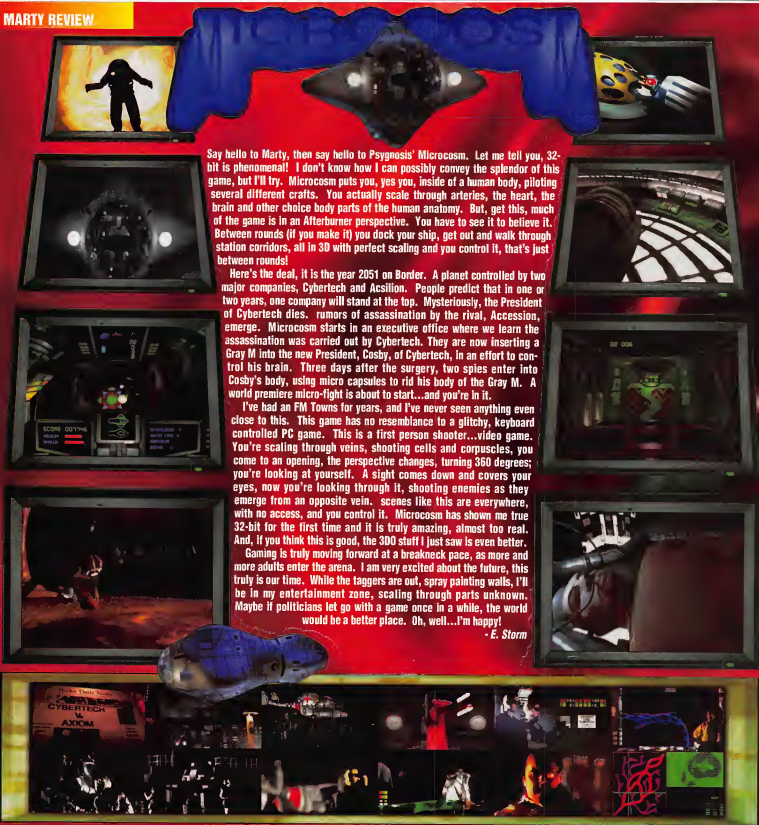 MARTY REVIEW
MICROCOSM
Say hello to Marty, then say hello to Psygnosis' Microcosm. Let me tell you, 32-
bit is phenomenal! I don't know how I can possibly convey the splendor of this
game, but I'll try. Microcosm puts you, yes you, inside of a human body, piloting
several different crafts. You actually scale through arteries, the heart, the
brain and other choice body parts of the human anatomy. But, get this, much
of the game is in an Afterburner perspective. You have to see it to believe it.
Between rounds (if you make it) you dock your ship, get out and walk through
station corridors, all in 3D with perfect scaling and you control it, that's just
between rounds!
Here's the deal, it is the year 2051 on Border. A planet controlled by two
major companies, Cybertech and Acsilion. People predict that in one or
two years, one company will stand at the top. Mysteriously, the President
of Cybertech dies. rumors of assassination by the rival, Accession,
emerge. Microcosm starts in an executive office where we learn the
assassination was carried out by Cybertech. They are now inserting a
Gray M into the new President, Cosby, of Cybertech, in an effort to con-
trol his brain. Three days after the surgery, two spies enter into
Cosby's body, using micro capsules to rid his body of the Gray M. A
world premiere micro-fight is about to start...and you're in it.
I've had an FM Towns for years, and I've never seen anything even
close to this. This game has no resemblance to a glitchy, keyboard
controlled PC game. This is a first person shooter...video game.
You're scaling through veins, shooting cells and corpuscles, you
come to an opening, the perspective changes, turning 360 degrees;
you're looking at yourself. A sight comes down and covers your
eyes, now you're looking through it, shooting enemies as they
emerge from an opposite vein. scenes like this are everywhere,
with no access, and you control it. Microcosm has shown me true
32-bit for the first time and it is truly amazing, almost too real.
And, if you think this is good, the 3DO stuff I just saw is even better.
Gaming is truly moving forward at a breakneck pace, as more and
more adults enter the arena. I am very excited about the future, this
truly is our time. While the taggers are out, spray painting walls, I'll
be in my entertainment zone, scaling through parts unknown.
Maybe if politicians let go with a game once in a while, the world
would be a better place. Oh, well...I'm happy!
- E. Storm
SCORE 007746
CYBERTECH
Vs
AXIOM